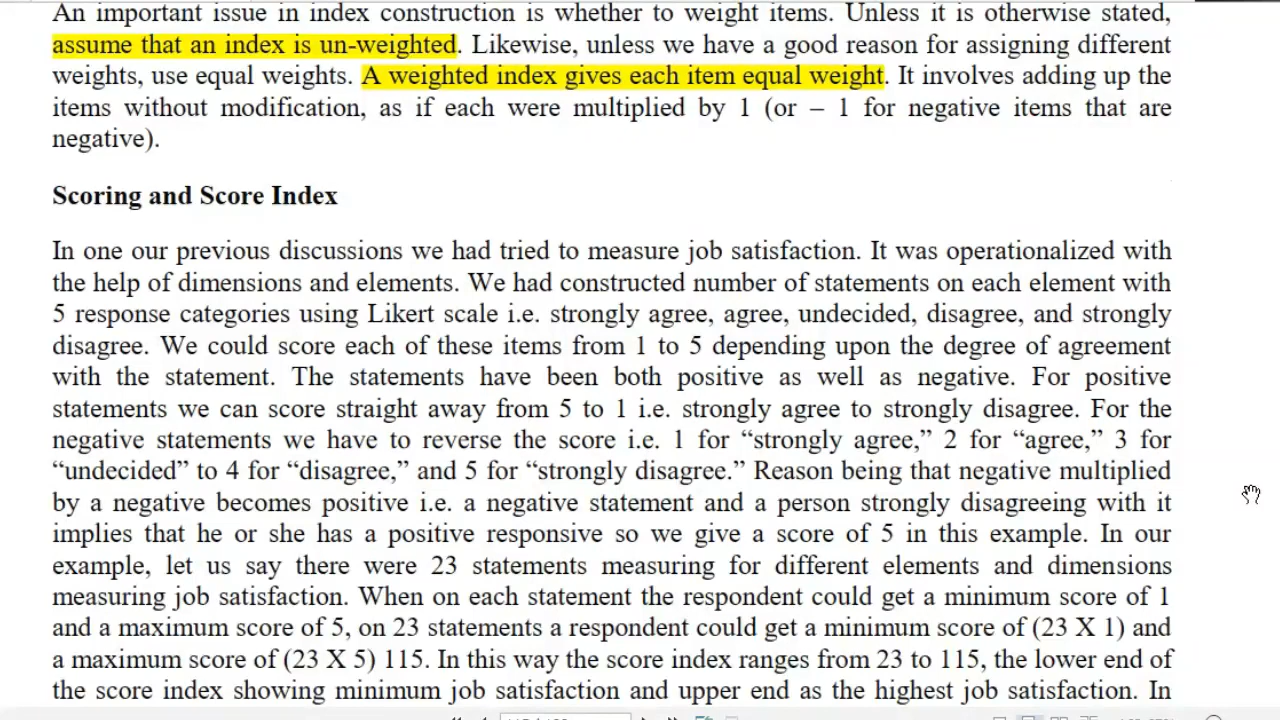 An important issue in index construction is whether to weight items. Unless it is otherwise stated,
assume that an index is un-weighted. Likewise, unless we have a good reason for assigning different
weights, use equal weights. A weighted index gives each item equal weight. It involves adding up the
items without modification, as if each were multiplied by 1 (or – 1 for negative items that are
negative).
Scoring and Score Index
In one our previous discussions we had tried to measure job satisfaction. It was operationalized with
the help of dimensions and elements. We had constructed number of statements on each element with
5 response categories using Likert scale i.e. strongly agree, agree, undecided, disagree, and strongly
disagree. We could score each of these items from 1 to 5 depending upon the degree of agreement
with the statement. The statements have been both positive as well as negative. For positive
statements we can score straight away from 5 to 1 i.e. strongly agree to strongly disagree. For the
negative statements we have to reverse the score i.e. 1 for “strongly agree,” 2 for “agree,” 3 for
“undecided” to 4 for “disagree,” and 5 for “strongly disagree.” Reason being that negative multiplied
by a negative becomes positive i.e. a negative statement and a person strongly disagreeing with it
implies that he or she has a positive responsive so we give a score of 5 in this example. In our
example, let us say there were 23 statements measuring for different elements and dimensions
measuring job satisfaction. When on each statement the respondent could get a minimum score of 1
and a maximum score of 5, on 23 statements a respondent could get a minimum score of (23 X 1) and
a maximum score of (23 X 5) 115. In this way the score index ranges from 23 to 115, the lower end of
the score index showing minimum job satisfaction and upper end as the highest job satisfaction. In